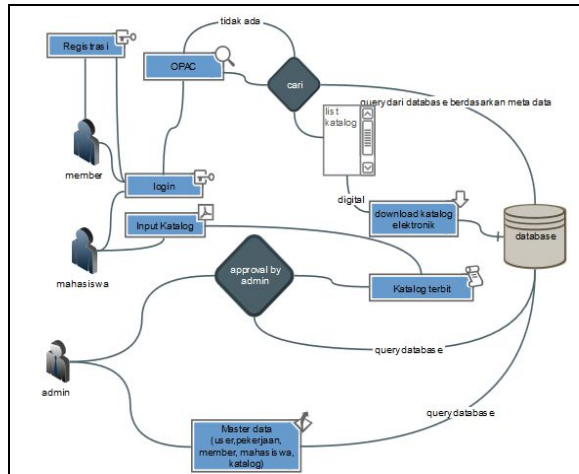 tidak ada
Registrasi
OPAC
cari
query dari database berdasarkan meta data
list
katalog
member
login
digital
download katalog
elektronik
database
Input Katalog
mahasiswa
approval by
admin
Katalog terbit
query database
admin
query database
Master data
(user,pekerjaan,
member, mahasiswa,
katalog)